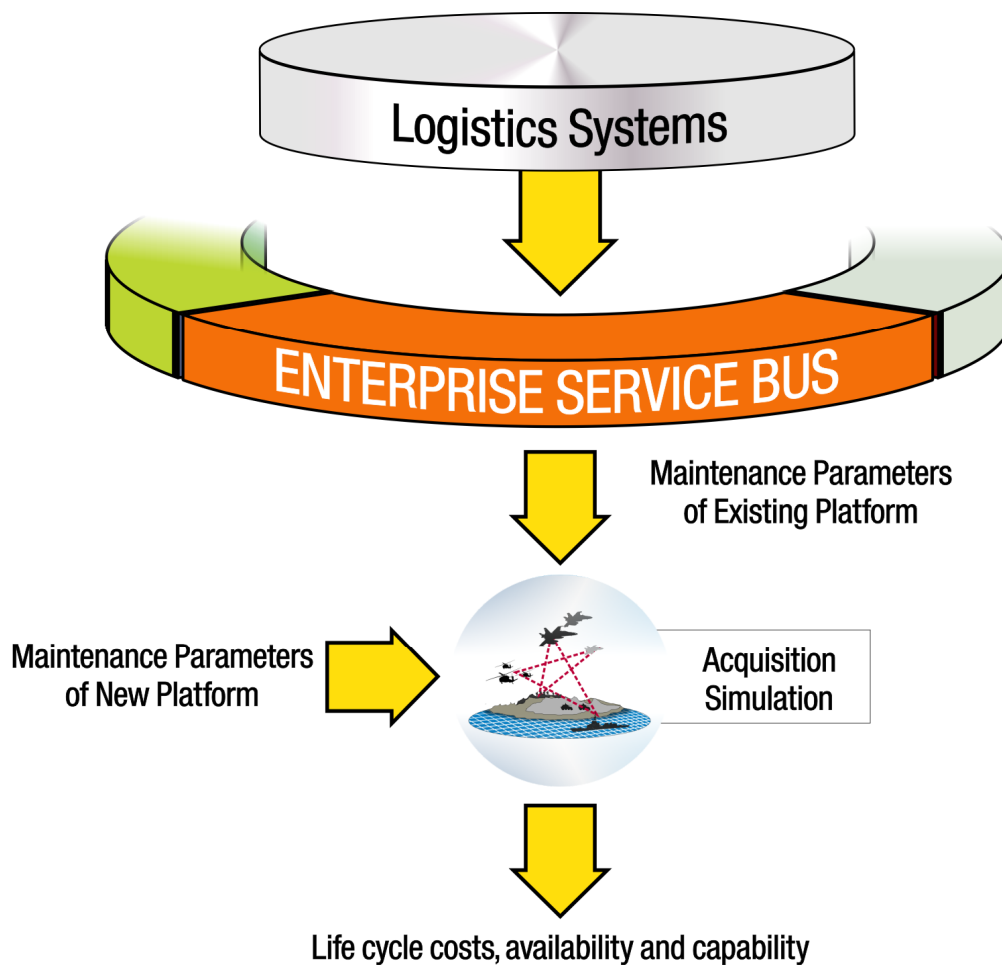 Logistics Systems
ENTERPRISE SERVICE BUS
Maintenance Parameters
of Existing Platform
Maintenance Parameters
of New Platform
Acquisition
Simulation
Life cycle costs, availability and capability